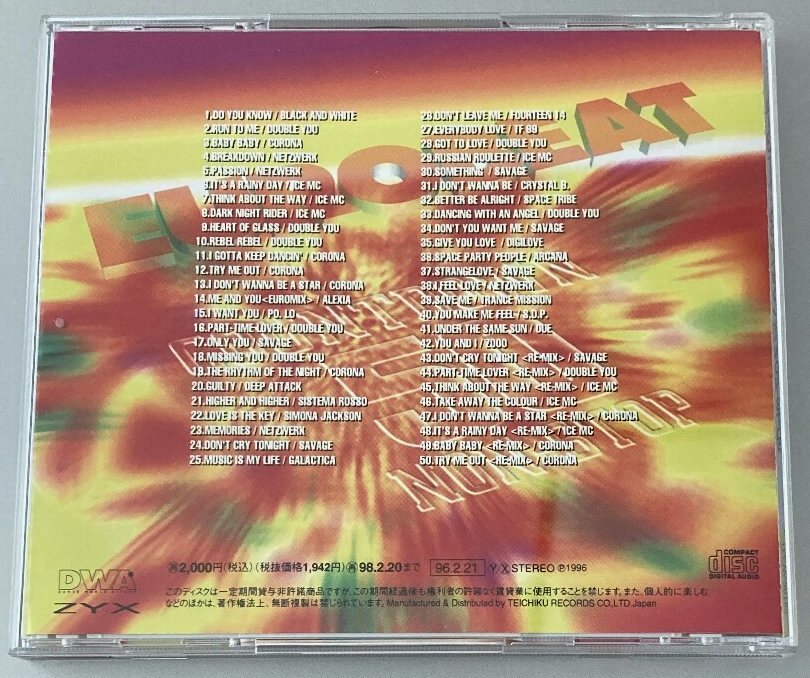 EUROBEAT
1.DO YOU KNOW / BLACK AND WHITE
2.RUN TO ME / DOUBLE YOU
3.BABY BABY / CORONA
4.BREAKDOWN / NETZWERK
5.PASSION / NETZWERK
6.IT'S A RAINY DAY / ICE MC
7.THINK ABOUT THE WAY / ICE MC
8.DARK NIGHT RIDER / ICE MC
9.HEART OF GLASS / DOUBLE YOU
10.REBEL REBEL / DOUBLE YOU
11.I GOTTA KEEP DANCIN' / CORONA
12.TRY ME OUT / CORONA
13.I DON'T WANNA BE A STAR / CORONA
14.ME AND YOU<EUROMIX> / ALEXIA
15.I WANT YOU / PO. LO
16.PART-TIME-LOVER / DOUBLE YOU
17.ONLY YOU / SAVAGE
18.MISSING YOU / DOUBLE YOU
19.THE RHYTHM OF THE NIGHT / CORONA
20.GUILTY / DEEP ATTACK
21.HIGHER AND HIGHER / SISTEMA ROSSO
22.LOVE IS THE KEY / SIMONA JACKSON
23.MEMORIES / NETZWERK
24.DON'T CRY TONIGHT / SAVAGE
25.MUSIC IS MY LIFE / GALACTICA
26.DON'T LEAVE ME / FOURTEEN 14
27.EVERYBODY LOVE / TF 99
28.GOT TO LOVE / DOUBLE YOU
29.RUSSIAN ROULETTE / ICE MC
30.SOMETHING / SAVAGE
31.I DON'T WANNA BE / CRYSTAL B.
32.BETTER BE ALRIGHT / SPACE TRIBE
33.DANCING WITH AN ANGEL / DOUBLE YOU
34.DON'T YOU WANT ME / SAVAGE
35.GIVE YOU LOVE / DIGILOVE
36.SPACE PARTY PEOPLE / ARCANA
37.STRANGELOVE / SAVAGE
38.I FEEL LOVE / NETZWERK
39.SAVE ME / TRANCE MISSION
40.YOU MAKE ME FEEL / S.D.P.
41.UNDER THE SAME SUN / DUE
42.YOU AND I / ZOOO
43.DON'T CRY TONIGHT <RE-MIX> / SAVAGE
44.PART-TIME-LOVER <RE-MIX> / DOUBLE YOU
45.THINK ABOUT THE WAY <RE-MIX> / ICE MC
46.TAKE AWAY THE COLOUR / ICE MC
47.I DON'T WANNA BE A STAR <RE-MIX> / CORONA
48.IT'S A RAINY DAY <RE-MIX> / ICE MC
49.BABY BABY <RE-MIX> / CORONA
50.TRY ME OUT <RE-MIX> / CORONA
NONSTOP
DWA
ZYX
再2,000円(税込)(税抜価格1,942円)再98.2.20まで 96.2.21 Y·X STEREO ℗1996
COMPACT
disc
DIGITAL AUDIO
このディスクは一定期間貸与非許諾商品ですが、この期間経過後も権利者の許諾なく賃貸業に使用することを禁じます。また、個人的に楽しむ
などのほかは、著作権法上、無断複製は禁じられています。Manufactured & Distributed by TEICHIKU RECORDS CO.,LTD.Japan